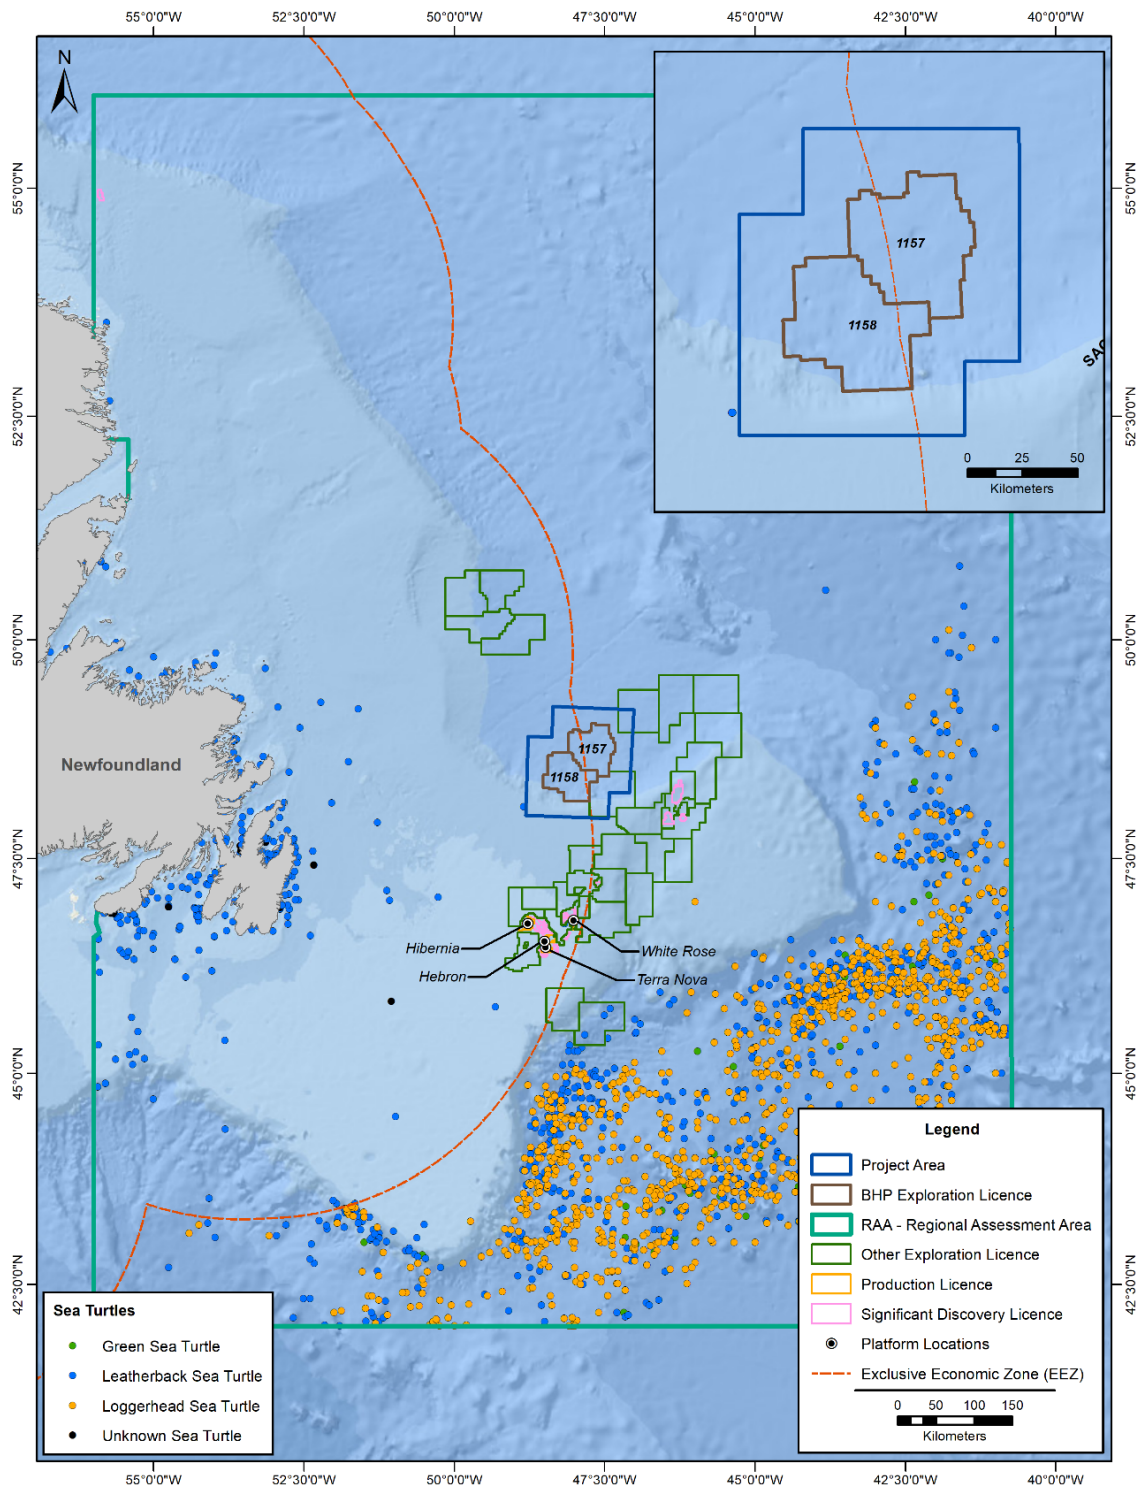 55°0'0"W
52°30'0"W
50°0'0"W
47°30'0"W
45°0'0"W
42°30'0"W
40°0'0"W
N
55°0'0"N
52°30'0"N
50°0'0"N
47°30'0"N
45°0'0"N
42°30'0"N
55°0'0"N
52°30'0"N
50°0'0"N
47°30'0"N
45°0'0"N
42°30'0"N
1157
1158
0 25 50
Kilometers
Newfoundland
1157
1158
Hibernia
White Rose
Hebron
Terra Nova
Legend
Project Area
BHP Exploration Licence
RAA - Regional Assessment Area
Other Exploration Licence
Production Licence
Significant Discovery Licence
Platform Locations
Exclusive Economic Zone (EEZ)
0 50 100 150
Kilometers
Sea Turtles
Green Sea Turtle
Leatherback Sea Turtle
Loggerhead Sea Turtle
Unknown Sea Turtle
55°0'0"W
52°30'0"W
50°0'0"W
47°30'0"W
45°0'0"W
42°30'0"W
40°0'0"W